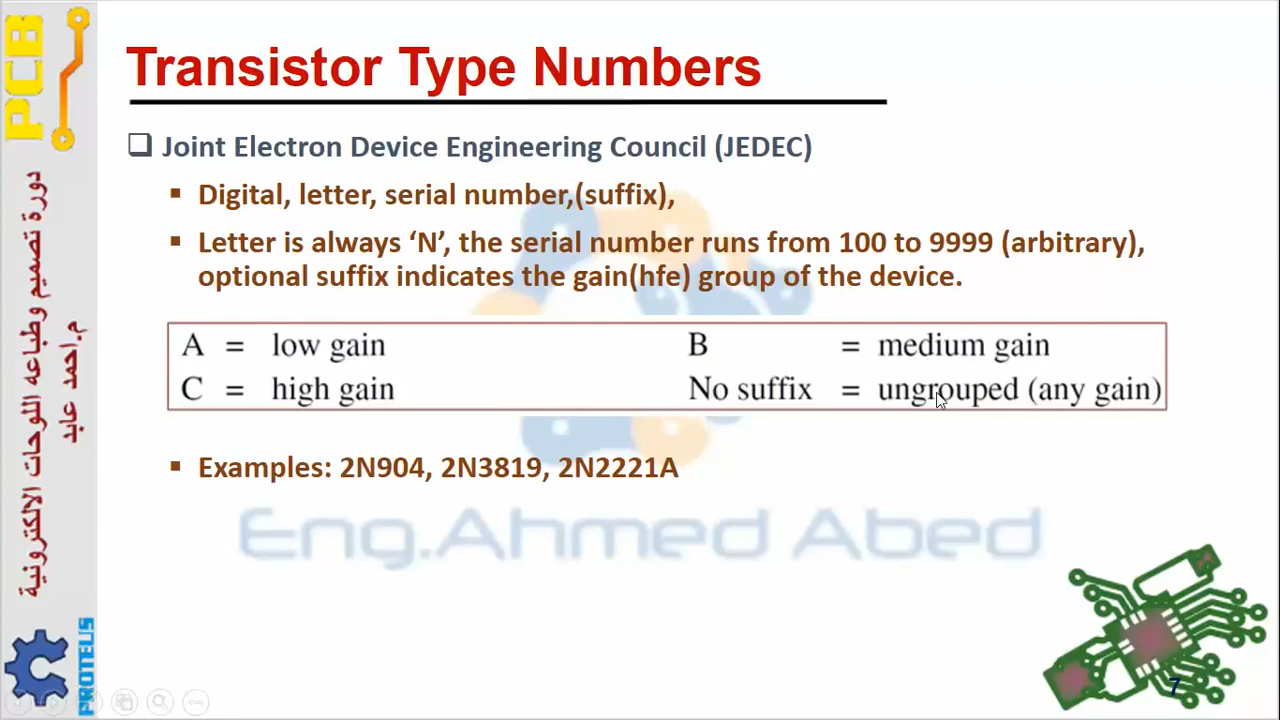 Transistor Type Numbers
Joint Electron Device Engineering Council (JEDEC)
Digital, letter, serial number,(suffix),
Letter is always ‘N’, the serial number runs from 100 to 9999 (arbitrary),
optional suffix indicates the gain(hfe) group of the device.
A = low gain B = medium gain
C = high gain No suffix = ungrouped (any gain)
Examples: 2N904, 2N3819, 2N2221A
Eng.Ahmed Abed
7
PCB
دورة تصميم وطباعه اللوحات الالكترونية
م.احمد عابد
PROTEUS